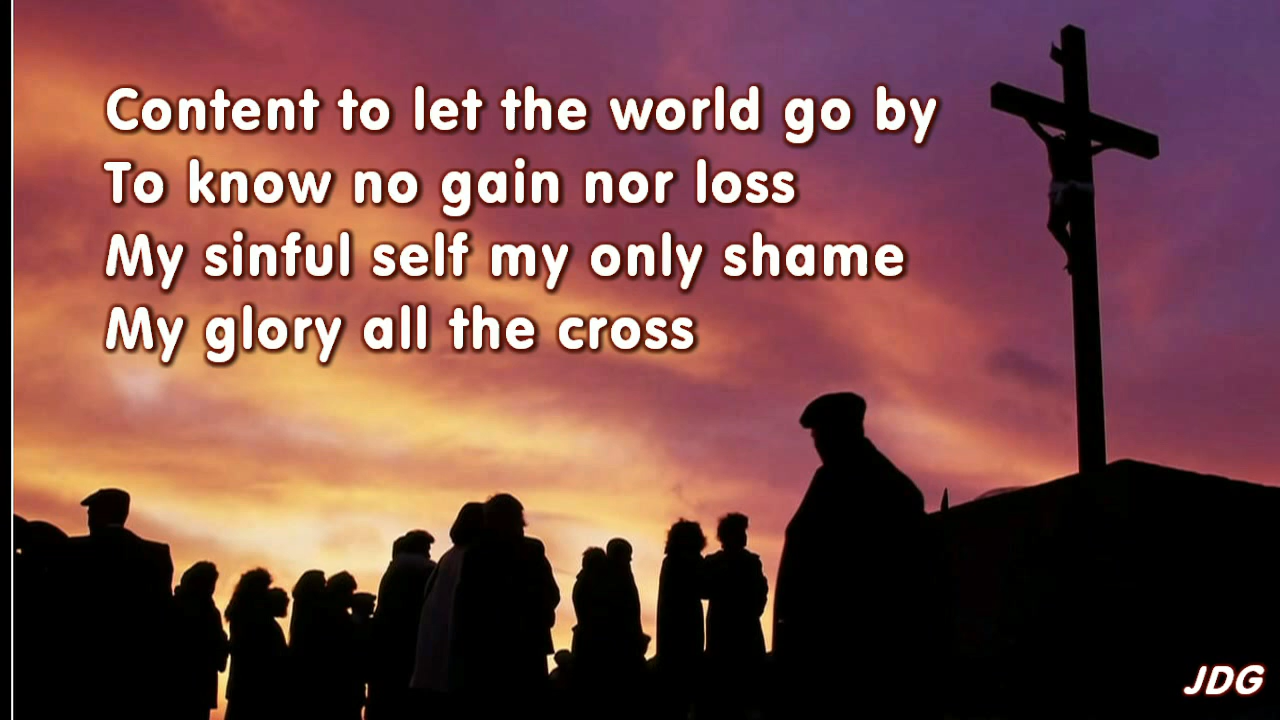 Content to let the world go by
To know no gain nor loss
My sinful self my only shame
My glory all the cross
JDG